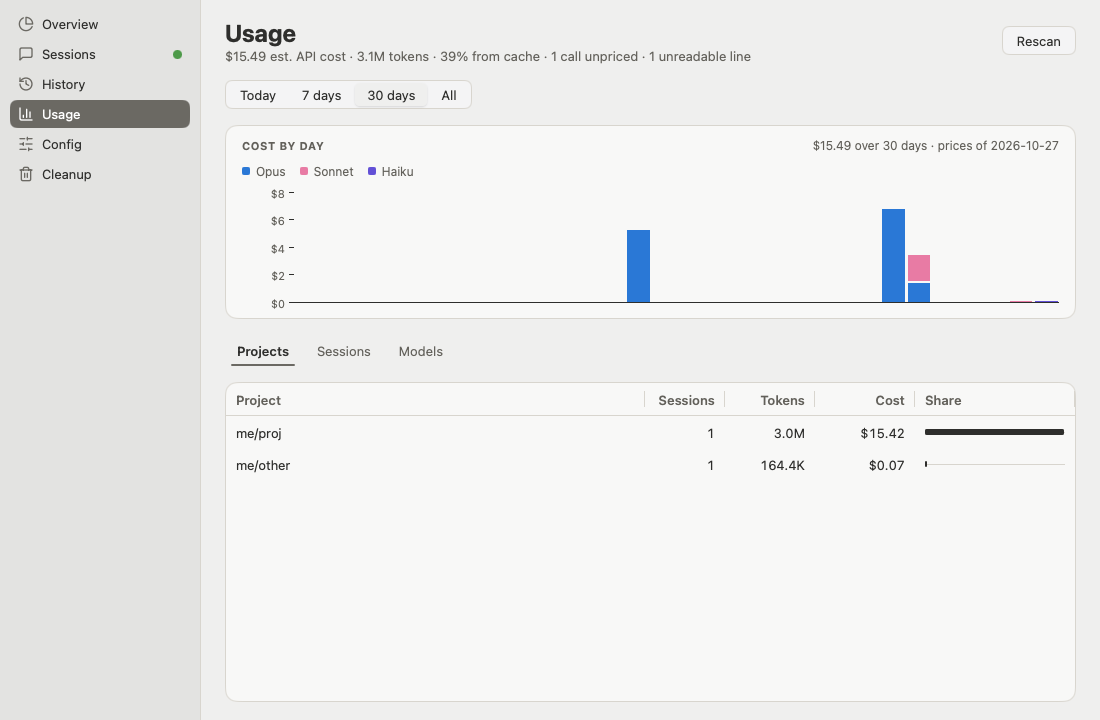 Overview
Sessions
History
Usage
Config
Cleanup
Usage
$15.49 est. API cost · 3.1M tokens · 39% from cache · 1 call unpriced · 1 unreadable line
Rescan
Today 7 days 30 days All
COST BY DAY
$15.49 over 30 days · prices of 2026-10-27
Opus Sonnet Haiku
$8
$6
$4
$2
$0
Projects Sessions Models
Project Sessions Tokens Cost Share
me/proj 1 3.0M $15.42
me/other 1 164.4K $0.07